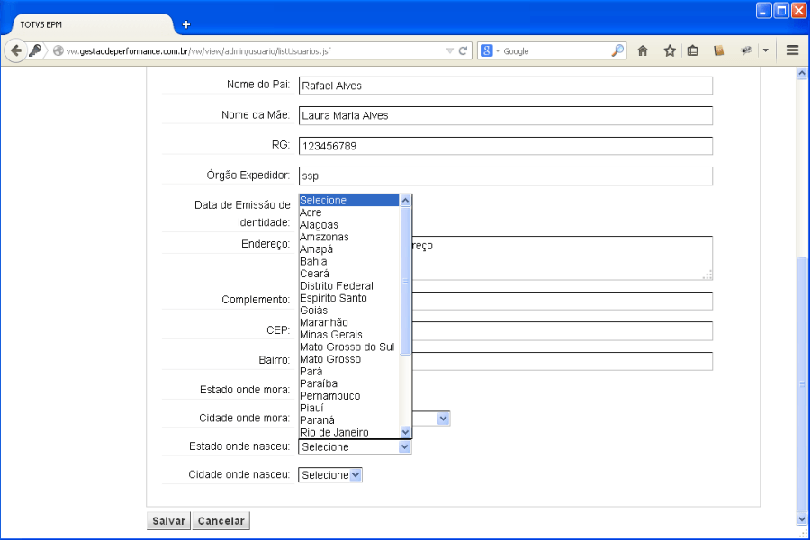 TOTVS EPM
vw.gestaodeperformance.com.br/vw/view/admin/usuario/listUsuarios.jsf
Google
Nome do Pai: Rafael Alves
Nome da Mãe: Laura Maria Alves
RG: 123456789
Órgão Expedidor: ssp
Data de Emissão de
identidade:
Endereço: reço
Complemento:
CEP:
Bairro:
Estado onde mora:
Cidade onde mora:
Selecione
Acre
Alagoas
Amazonas
Amapá
Bahia
Ceará
Distrito Federal
Espírito Santo
Goiás
Maranhão
Minas Gerais
Mato Grosso do Sul
Mato Grosso
Pará
Paraíba
Pernambuco
Piauí
Paraná
Rio de Janeiro
Estado onde nasceu: Selecione
Cidade onde nasceu: Selecione
Salvar Cancelar